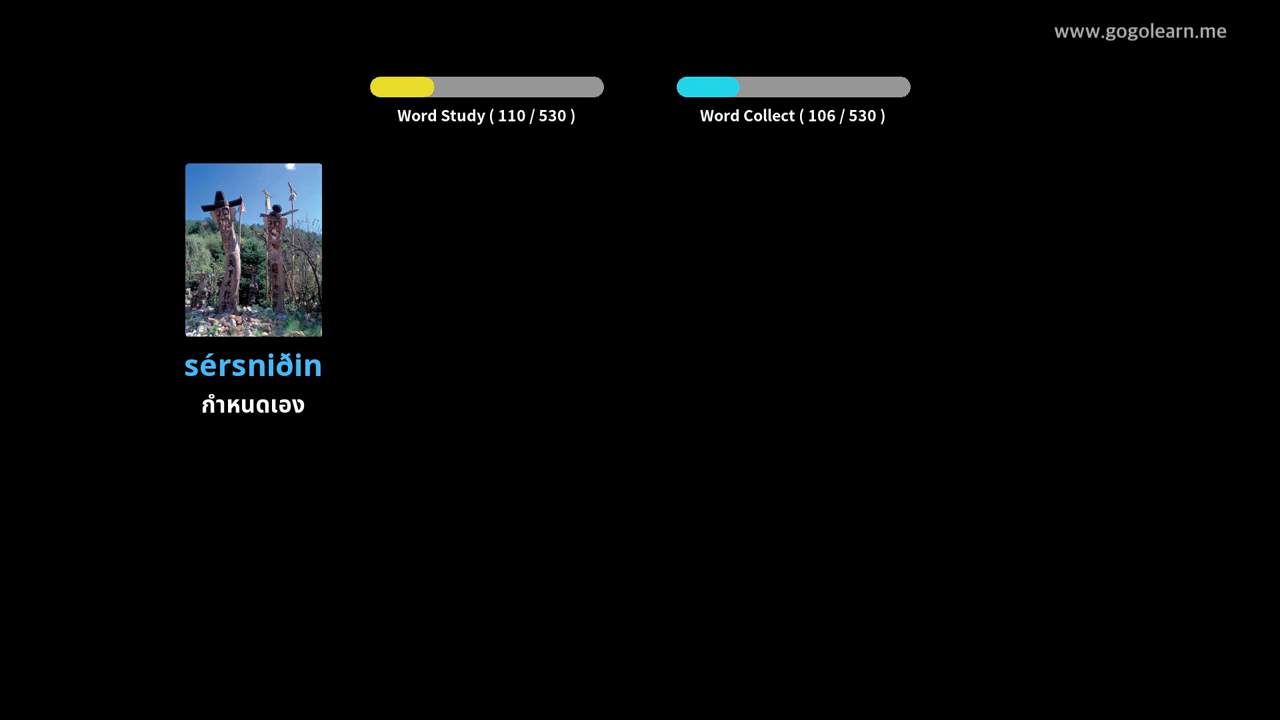 www.gogolearn.me
Word Study ( 110 / 530 )
Word Collect ( 106 / 530 )
sérsniðin
กำหนดเอง